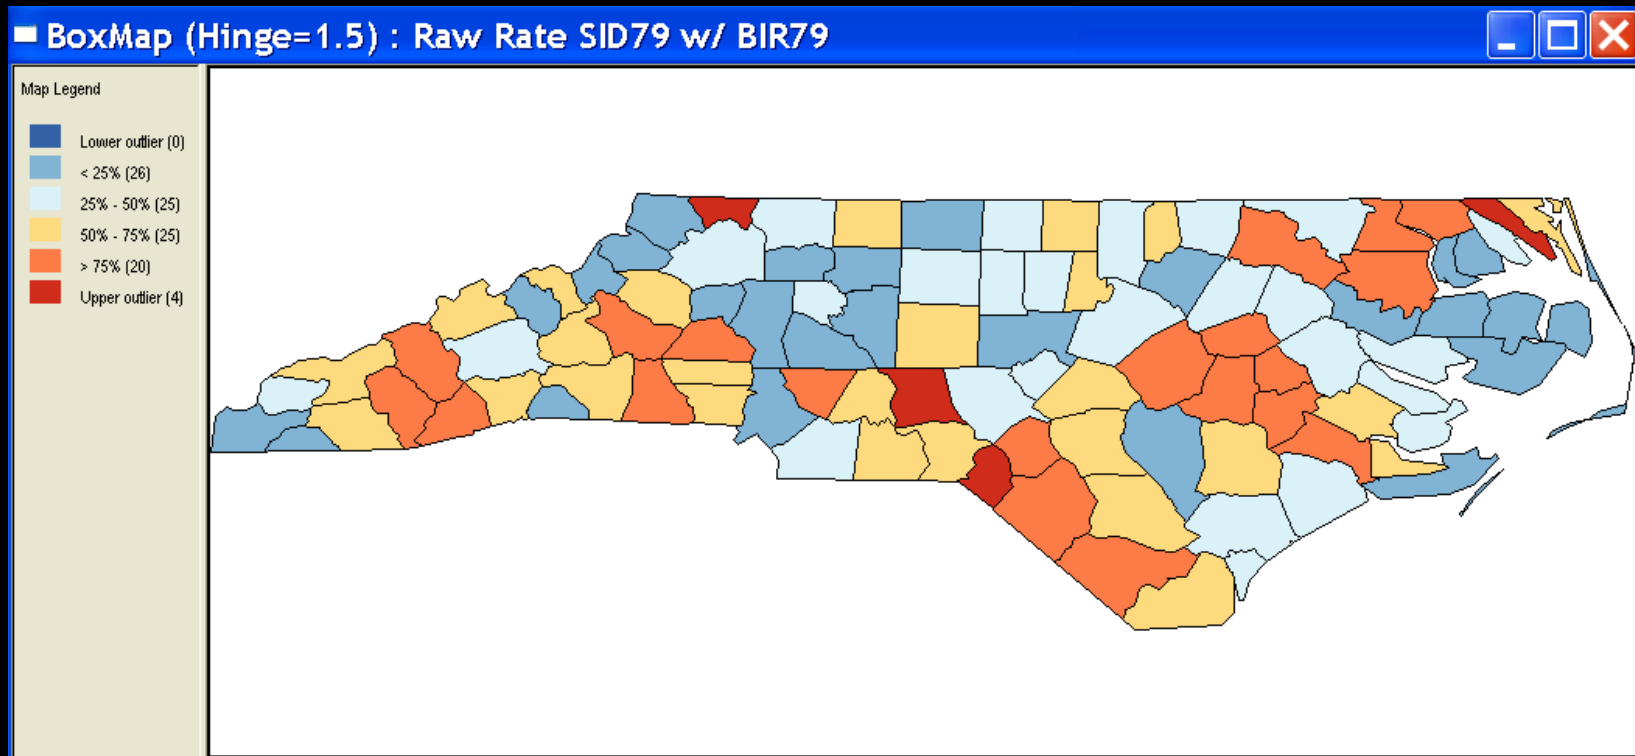 BoxMap (Hinge=1.5) : Raw Rate SID79 w/ BIR79
Map Legend
Lower outlier (0)
< 25% (26)
25% - 50% (25)
50% - 75% (25)
> 75% (20)
Upper outlier (4)